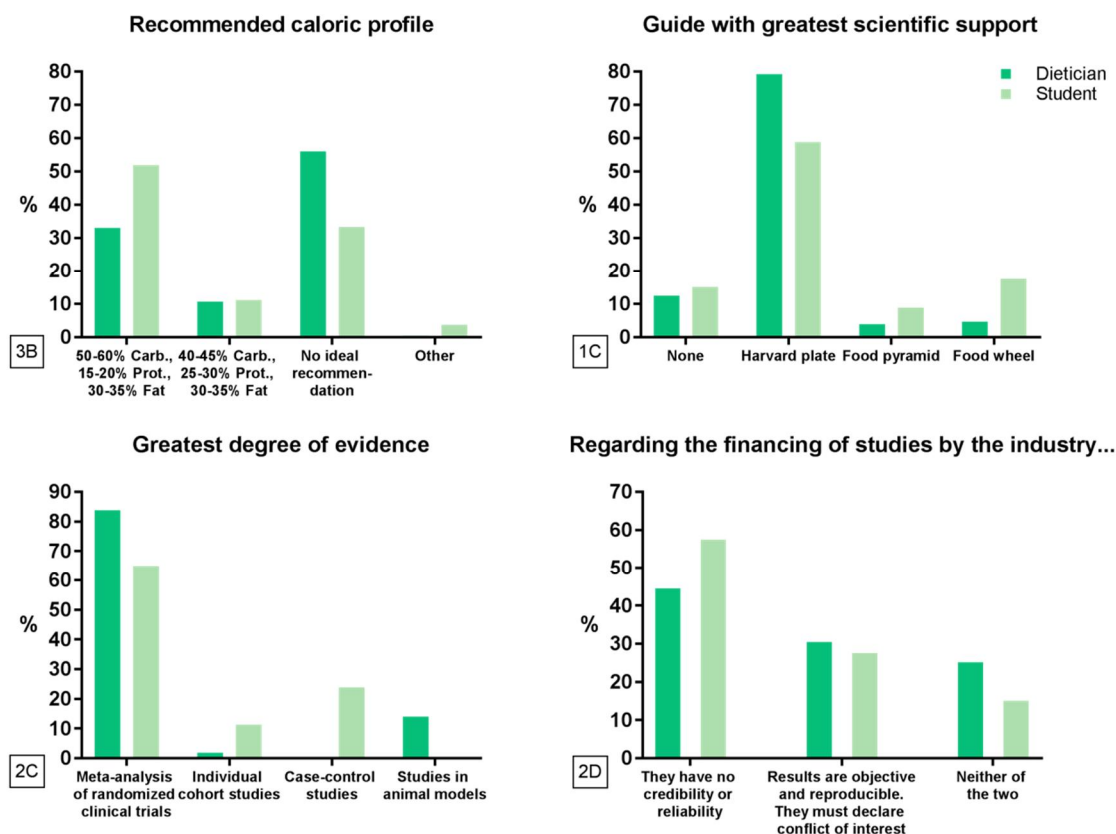 Recommended caloric profile
80
70
60
50
40
30
20
10
0
%
3B
50-60% Carb.,
15-20% Prot.,
30-35% Fat
40-45% Carb.,
25-30% Prot.,
30-35% Fat
No ideal
recommen-
dation
Other
Guide with greatest scientific support
Dietician
Student
80
70
60
50
40
30
20
10
0
%
1C
None
Harvard plate
Food pyramid
Food wheel
Greatest degree of evidence
90
80
70
60
50
40
30
20
10
0
%
2C
Meta-analysis
of randomized
clinical trials
Individual
cohort studies
Case-control
studies
Studies in
animal models
Regarding the financing of studies by the industry...
70
60
50
40
30
20
10
0
%
2D
They have no
credibility or
reliability
Results are objective
and reproducible.
They must declare
conflict of interest
Neither of
the two